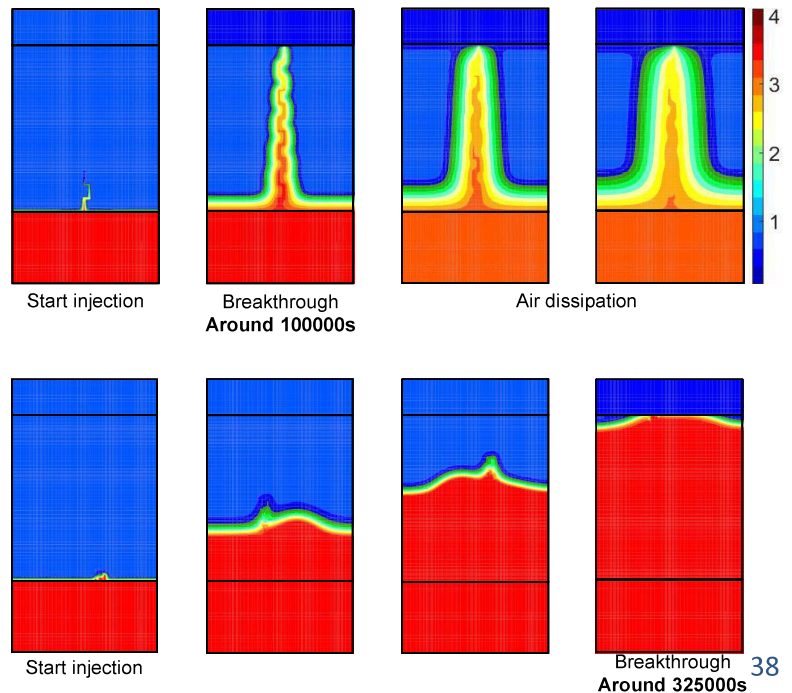 4
3
2
1
Start injection
Breakthrough
Around 100000s
Air dissipation
Start injection
Breakthrough
Around 325000s
38